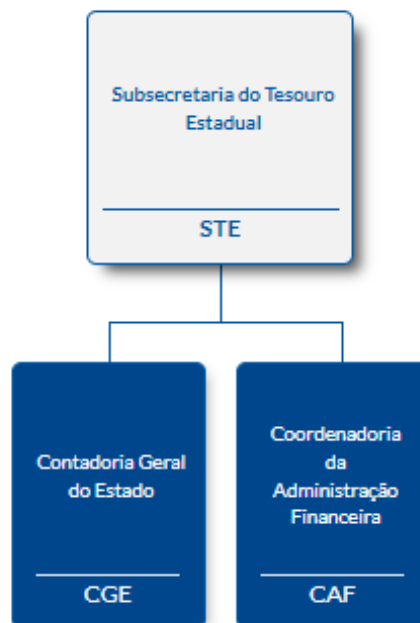 Subsecretaria do Tesouro
Estadual
STE
Contadoria Geral
do Estado
CGE
Coordenadoria
da
Administração
Financeira
CAF